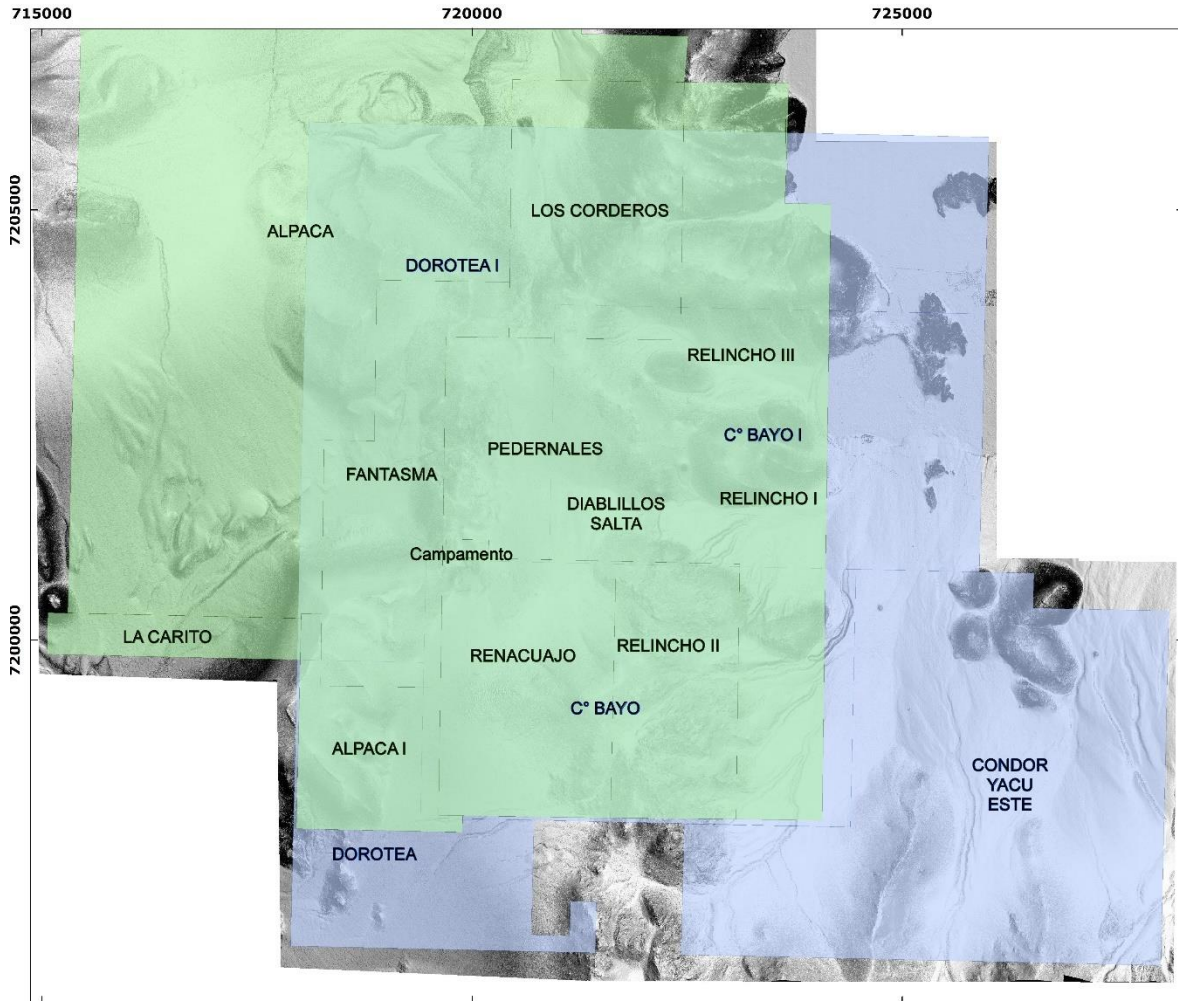 715000
720000
725000
7205000
7200000
LOS CORDEROS
ALPACA
DOROTEA I
RELINCHO III
C° BAYO I
PEDERNALES
FANTASMA
RELINCHO I
DIABLILLOS
SALTA
Campamento
LA CARITO
RELINCHO II
RENACUAJO
C° BAYO
ALPACA I
CONDOR
YACU
ESTE
DOROTEA